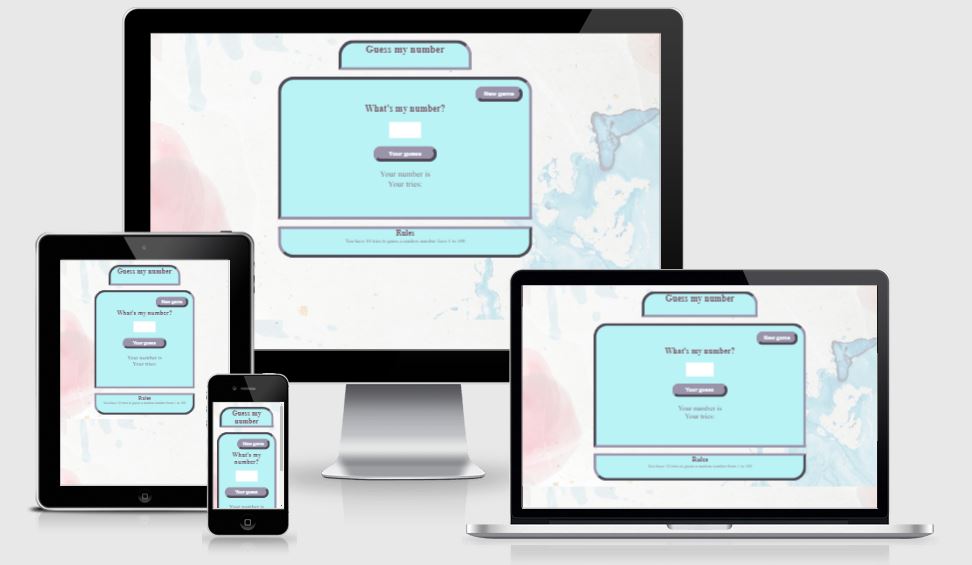 Guess my number
New game
What's my number?
Your guess
Your number is
Your tries:
Rules
You have 10 tries to guess a random number from 1 to 100
Guess my number
New game
What's my number?
Your guess
Your number is
Your tries:
Rules
You have 10 tries to guess a random number from 1 to 100
Guess my
number
New game
What's my
number?
Your guess
Your number is
Guess my number
New game
What's my number?
Your guess
Your number is
Your tries:
Rules
You have 10 tries to guess a random number from 1 to 100